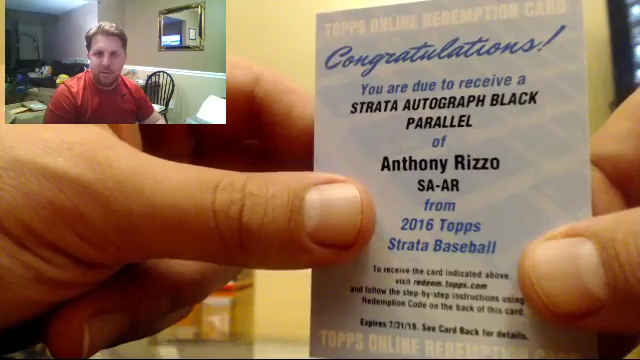 TOPPS ONLINE REDEMPTION CARD
Congratulations!
You are due to receive a
STRATA AUTOGRAPH BLACK
PARALLEL
of
Anthony Rizzo
SA-AR
from
2016 Topps
Strata Baseball
To receive the card indicated above,
visit redeem.topps.com
and follow the step-by-step instructions using
Redemption Code on the back of this card.
Expires 7/31/18. See Card Back for details.
TOPPS ONLINE REDEMPTION CARD